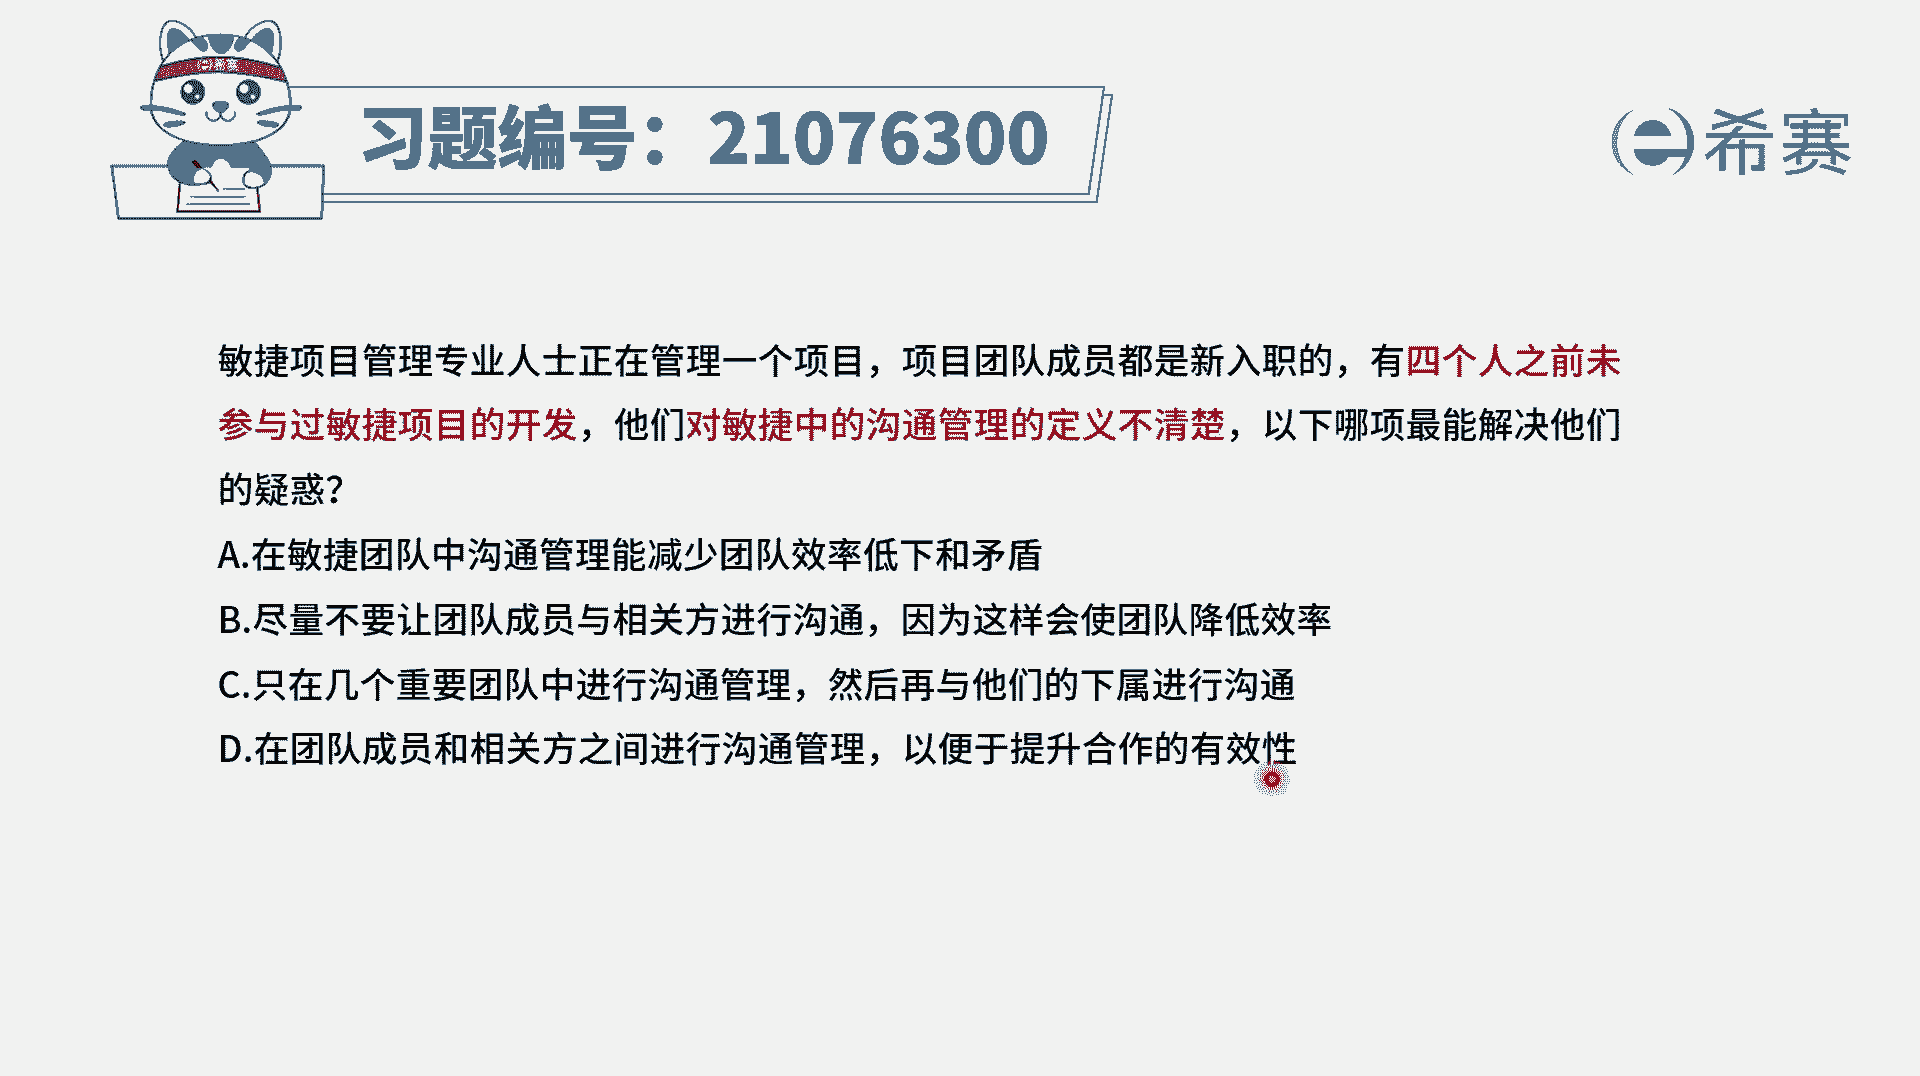 习题编号：21076300
希赛
敏捷项目管理专业人士正在管理一个项目，项目团队成员都是新入职的，有四个人之前未
参与过敏捷项目的开发，他们对敏捷中的沟通管理的定义不清楚，以下哪项最能解决他们
的疑惑？
A.在敏捷团队中沟通管理能减少团队效率低下和矛盾
B.尽量不要让团队成员与相关方进行沟通，因为这样会使团队降低效率
C.只在几个重要团队中进行沟通管理，然后再与他们的下属进行沟通
D.在团队成员和相关方之间进行沟通管理，以便于提升合作的有效性